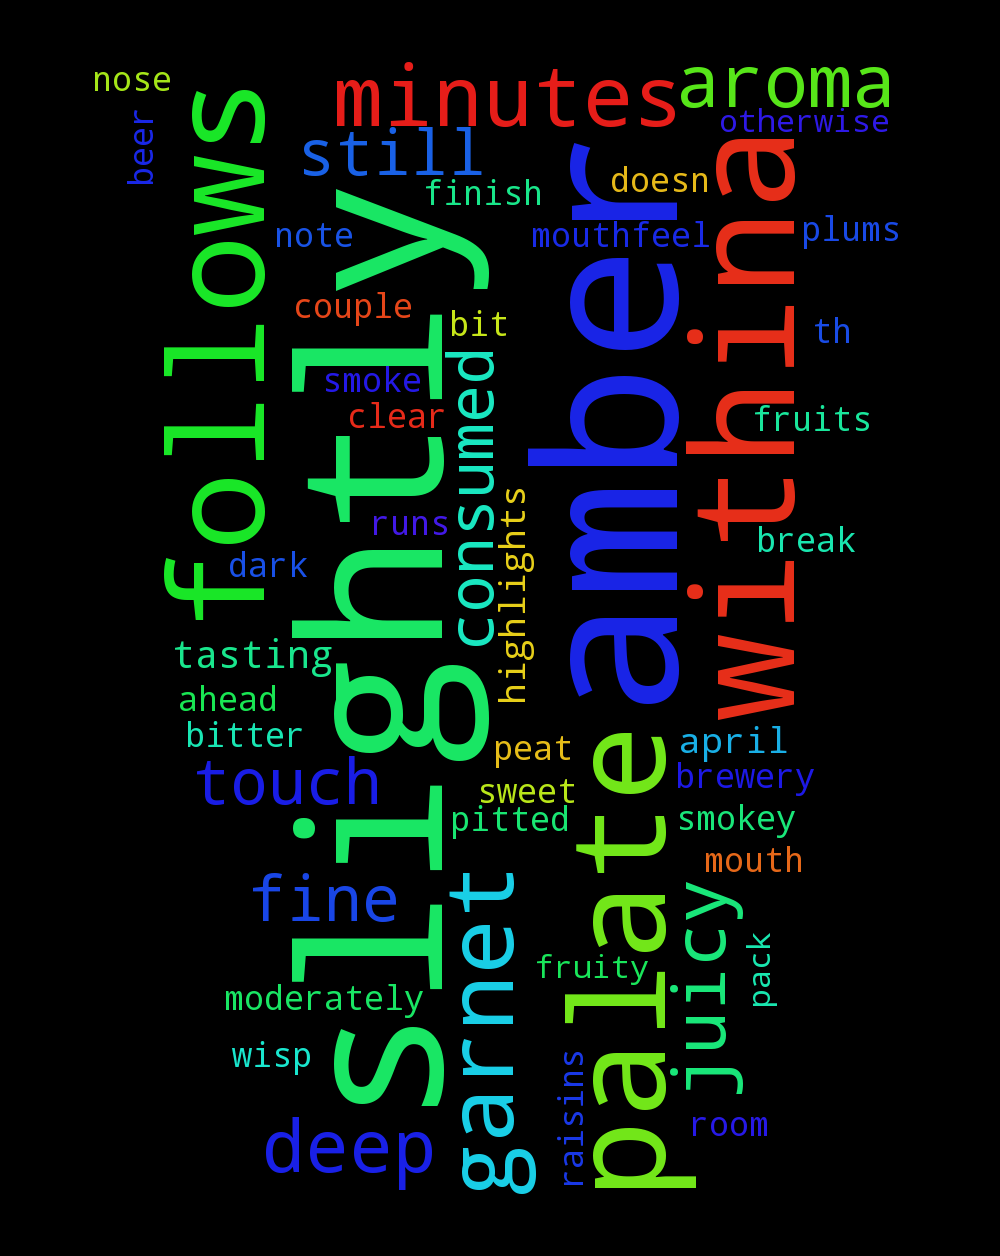 nose
minutes
aroma
beer
follows
otherwise
still
slightly
finish
amber
doesn
withina
note
mouthfeel
plums
couple
bit
th
smoke
consumed
clear
fruits
runs
highlights
break
dark
tasting
ahead
bitter
peat
palate
april
touch
sweet
brewery
pitted
smokey
mouth
fine
garnet
juicy
fruity
pack
moderately
wisp
raisins
deep
room